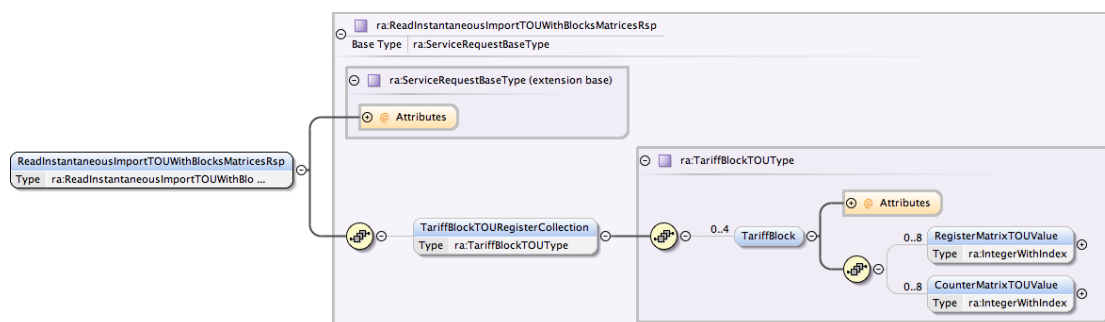 ra:ReadInstantaneousImportTOUWithBlocksMatricesRsp
Base Type ra:ServiceRequestBaseType
ra:ServiceRequestBaseType (extension base)
@ Attributes
ReadInstantaneousImportTOUWithBlocksMatricesRsp
Type ra:ReadInstantaneousImportTOUWithBlo ...
TariffBlockTOURegisterCollection
Type ra:TariffBlockTOUType
ra:TariffBlockTOUType
@ Attributes
0..4 TariffBlock
0..8 RegisterMatrixTOUValue
Type ra:IntegerWithIndex
0..8 CounterMatrixTOUValue
Type ra:IntegerWithIndex